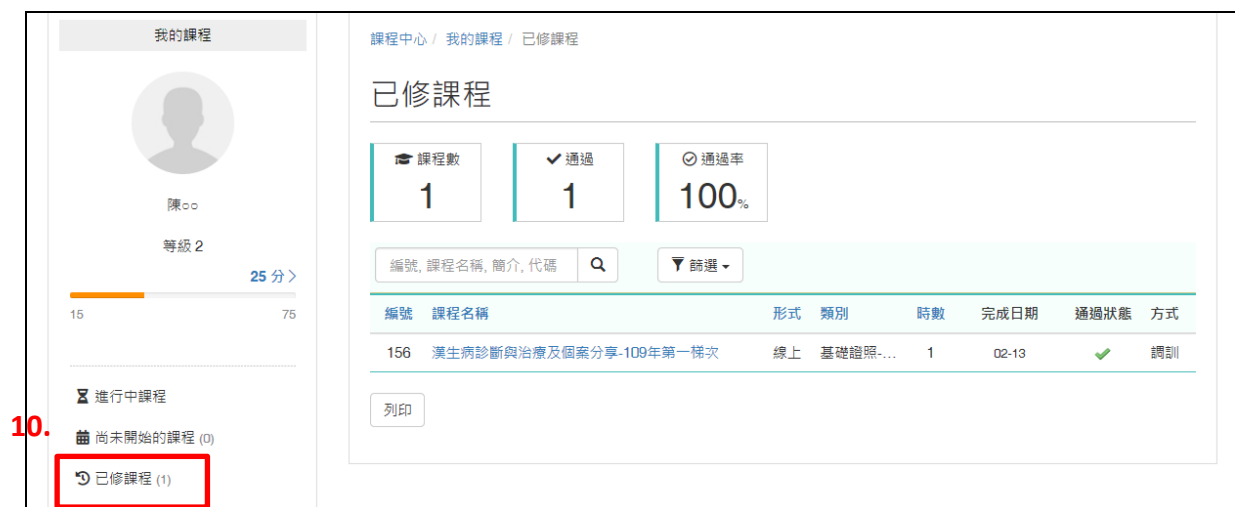 我的課程
陳○○
等級 2
25 分 >
15 75
進行中課程
10.
尚未開始的課程 (0)
已修課程 (1)
課程中心 / 我的課程 / 已修課程
已修課程
課程數 通過 通過率
1 1 100%
編號, 課程名稱, 簡介, 代碼 篩選
編號 課程名稱 形式 類別 時數 完成日期 通過狀態 方式
156 漢生病診斷與治療及個案分享-109年第一梯次 線上 基礎證照-... 1 02-13 調訓
列印